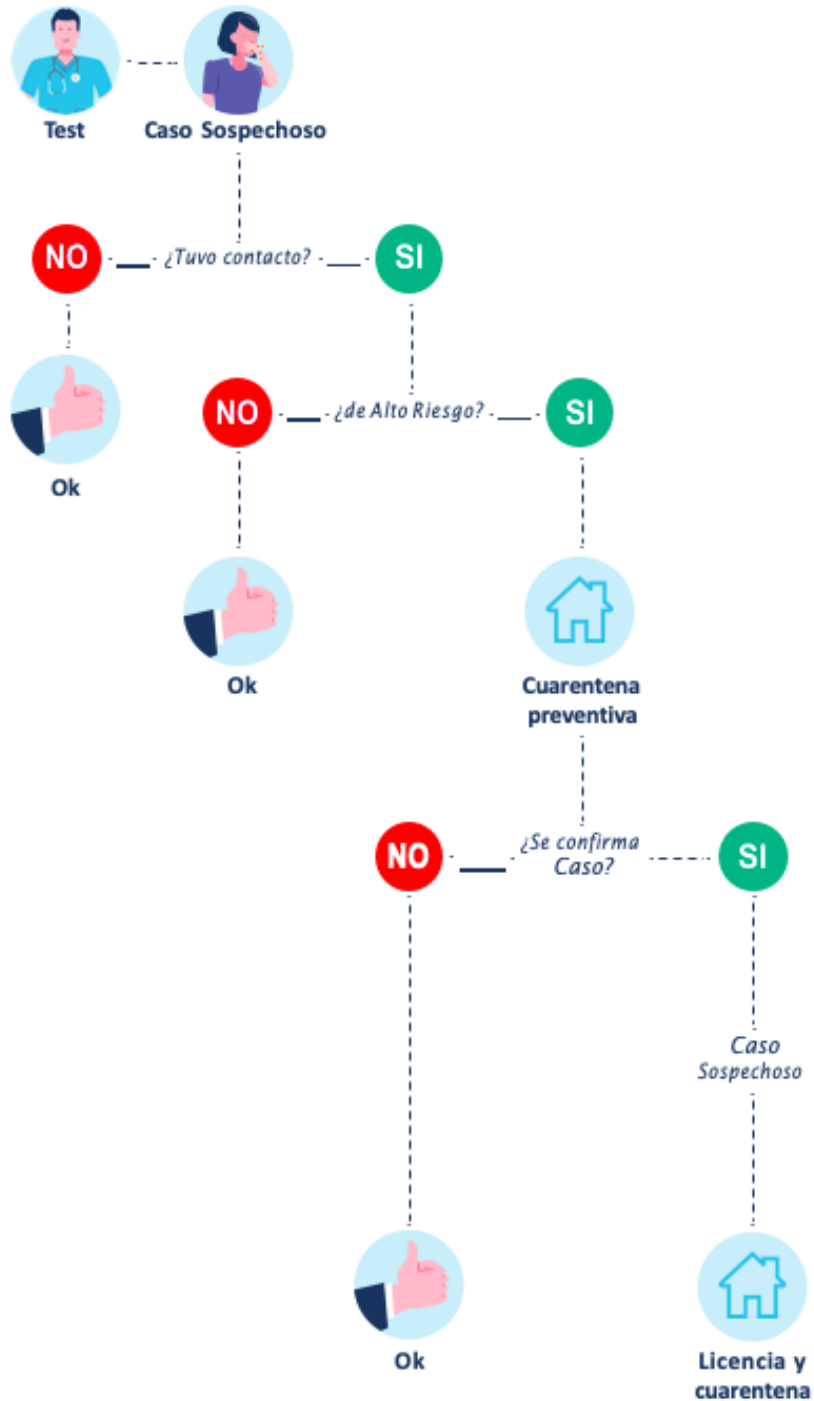 Test
Caso Sospechoso
NO
¿Tuvo contacto?
SI
NO
¿de Alto Riesgo?
SI
Ok
Ok
Cuarentena
preventiva
NO
¿Se confirma
Caso?
SI
Caso
Sospechoso
Ok
Licencia y
cuarentena